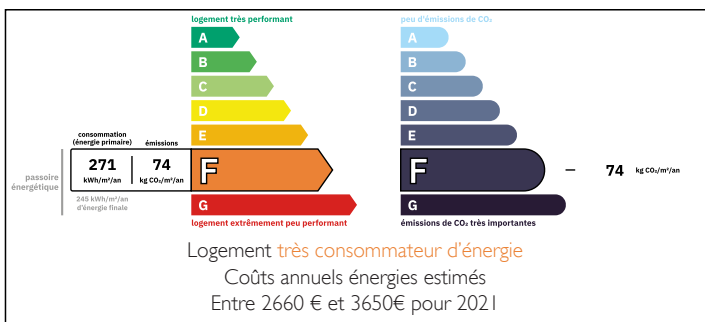 logement très performant
A
B
C
D
E
F
G
logement extrêmement peu performant
consommation
(énergie primaire)
émissions
271
kWh/m²/an
74
kg CO₂/m²/an
passoire
énergétique
245 kWh/m²/an
d'énergie finale
peu d'émissions de CO₂
A
B
C
D
E
F
G
émissions de CO₂ très importantes
74 kg CO₂/m²/an
Logement très consommateur d'énergie
Coûts annuels énergies estimés
Entre 2660 € et 3650€ pour 2021